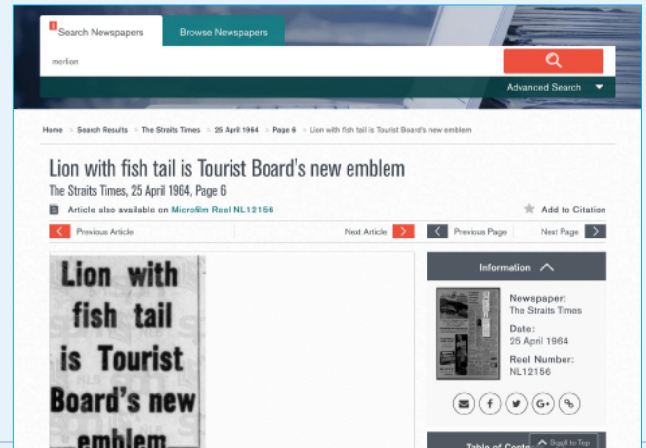 1
Search Newspapers
Browse Newspapers
merlion
Advanced Search
Home > Search Results > The Straits Times > 25 April 1964 > Page 6 > Lion with fish tail is Tourist Board's new emblem
Lion with fish tail is Tourist Board's new emblem
The Straits Times, 25 April 1964, Page 6
Article also available on Microfilm Reel NL12156
Add to Citation
Previous Article
Next Article
Previous Page
Next Page
Lion with
fish tail
is Tourist
Board's new
emblem
Information
Newspaper:
The Straits Times
Date:
25 April 1964
Reel Number:
NL12156
G+
Table of Conte
Scroll to Top